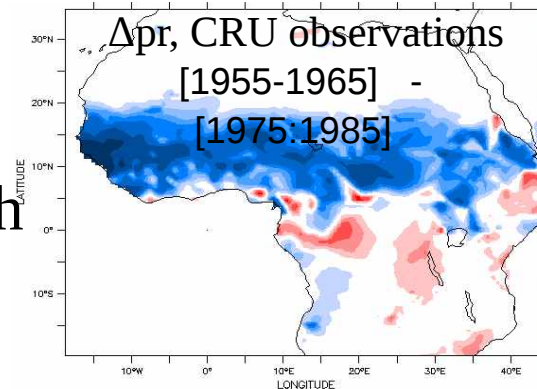 Δpr, CRU observations
[1955-1965] -
[1975:1985]
h
LATITUDE
30°N
20°N
10°N
0°
10°S
10°W 0° 10°E 20°E 30°E 40°E
LONGITUDE